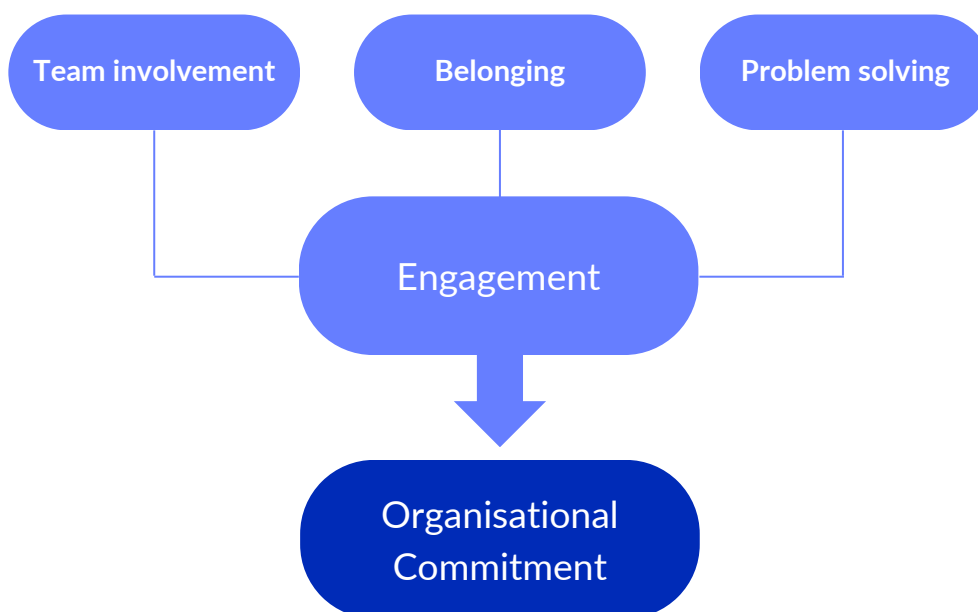 Team involvement
Belonging
Problem solving
Engagement
Organisational
Commitment